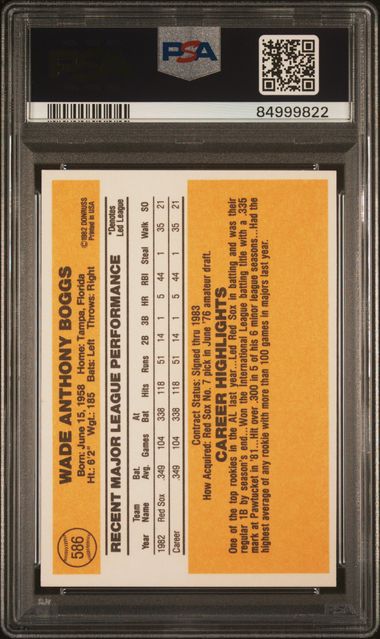 PSA
84999822
586
WADE ANTHONY BOGGS
©1982 DONRUSS
Printed in USA
Born: June 15, 1958 Home: Tampa, Florida
Ht.: 6'2" Wgt.: 185 Bats: Left Throws: Right
RECENT MAJOR LEAGUE PERFORMANCE
*Denotes
Led League
Year Team Name Bat. Avg. Games At Bat Hits Runs 2B 3B HR RBI Steal Walk SO
1982 Red Sox .349 104 338 118 51 14 1 5 44 1 35 21
Career .349 104 338 118 51 14 1 5 44 1 35 21
Contract Status: Signed thru 1983
How Acquired: Red Sox No. 7 pick in June '76 amateur draft.
CAREER HIGHLIGHTS
One of the top rookies in the AL last year...Led Red Sox in batting and was their
regular 1B by season's end...Won the International League batting title with a .335
mark at Pawtucket in '81...Hit over .300 in 5 of his 6 minor league seasons...Had the
highest average of any rookie with more than 100 games in majors last year.